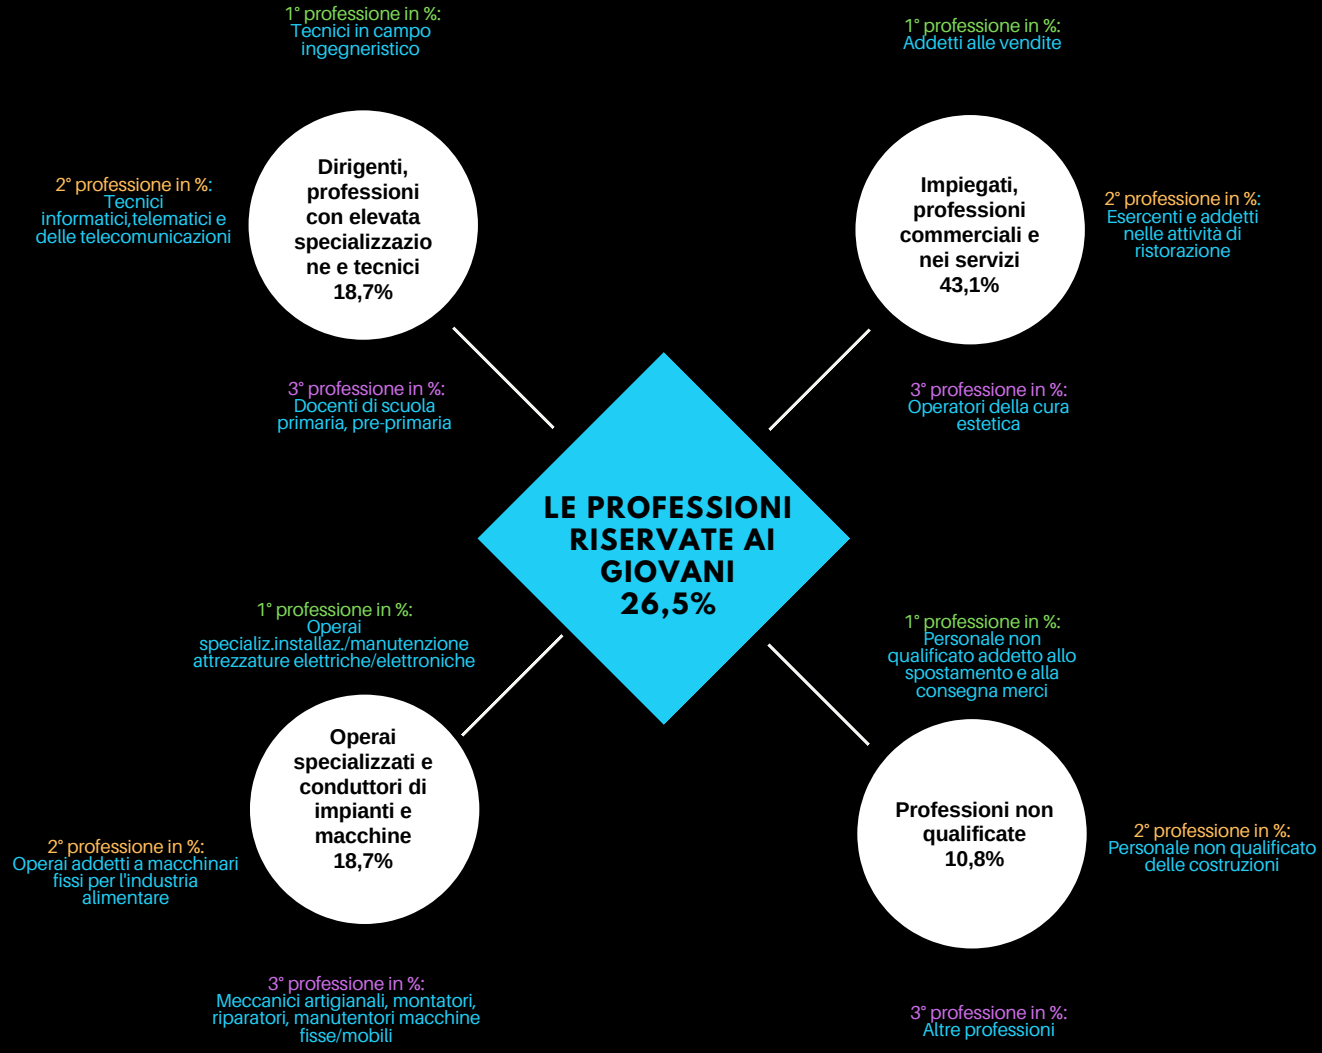 1° professione in %:
Tecnici in campo
ingegneristico
2° professione in %:
Tecnici
informatici,telematici e
delle telecomunicazioni
Dirigenti,
professioni
con elevata
specializzazio
ne e tecnici
18,7%
3° professione in %:
Docenti di scuola
primaria, pre-primaria
1° professione in %:
Addetti alle vendite
Impiegati,
professioni
commerciali e
nei servizi
43,1%
2° professione in %:
Esercenti e addetti
nelle attività di
ristorazione
3° professione in %:
Operatori della cura
estetica
LE PROFESSIONI
RISERVATE AI
GIOVANI
26,5%
1° professione in %:
Operai
specializ.installaz./manutenzione
attrezzature elettriche/elettroniche
Operai
specializzati e
conduttori di
impianti e
macchine
18,7%
2° professione in %:
Operai addetti a macchinari
fissi per l'industria
alimentare
3° professione in %:
Meccanici artigianali, montatori,
riparatori, manutentori macchine
fisse/mobili
1° professione in %:
Personale non
qualificato addetto allo
spostamento e alla
consegna merci
Professioni non
qualificate
10,8%
2° professione in %:
Personale non qualificato
delle costruzioni
3° professione in %:
Altre professioni